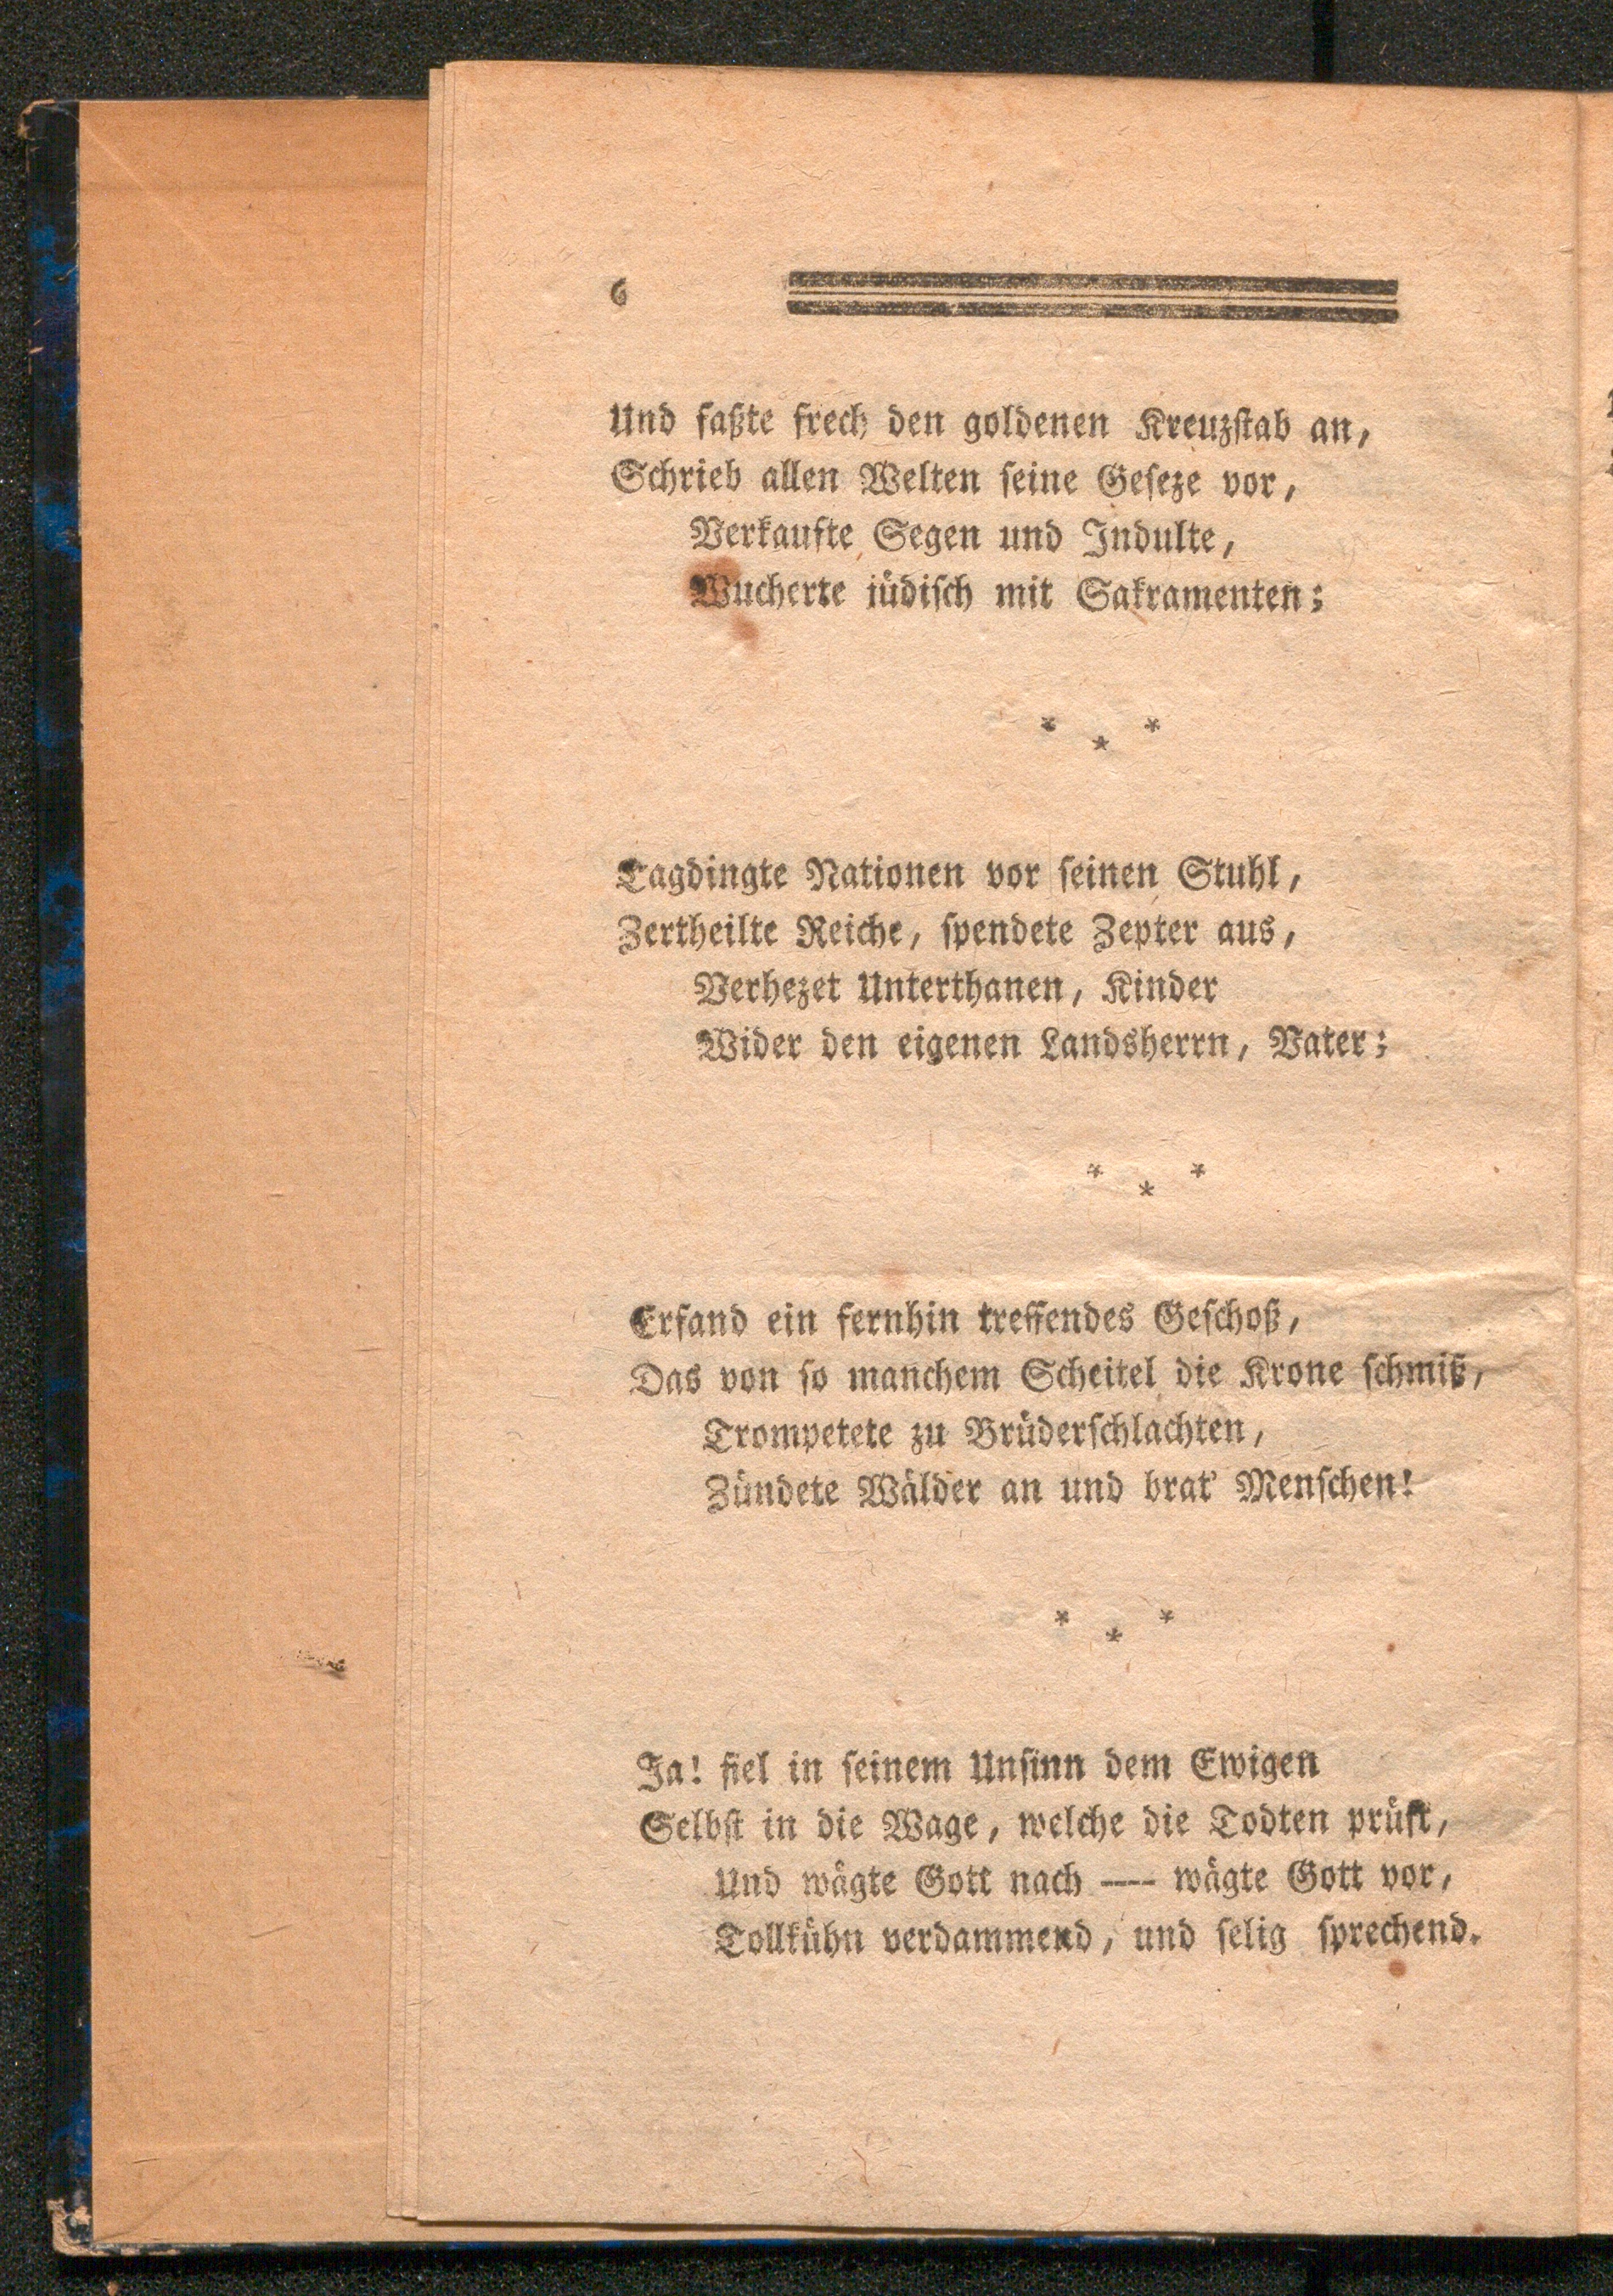 6
Und faßte frech den goldenen Kreuzstab an,
Schrieb allen Welten seine Geseze vor,
Verkaufte Segen und Indulte,
Wucherte jüdisch mit Sakramenten;
* * *
Tagdingte Nationen vor seinen Stuhl,
Zertheilte Reiche, spendete Zepter aus,
Verhezet Unterthanen, Kinder
Wider den eigenen Landsherrn, Vater;
* * *
Erfand ein fernhin treffendes Geschoß,
Das von so manchem Scheitel die Krone schmiß,
Trompetete zu Brüderschlachten,
Zündete Wälder an und brat' Menschen!
* * *
Ja! fiel in seinem Unsinn dem Ewigen
Selbst in die Wage, welche die Todten prüft,
Und wägte Gott nach — wägte Gott vor,
Tollkühn verdammend, und selig sprechend.